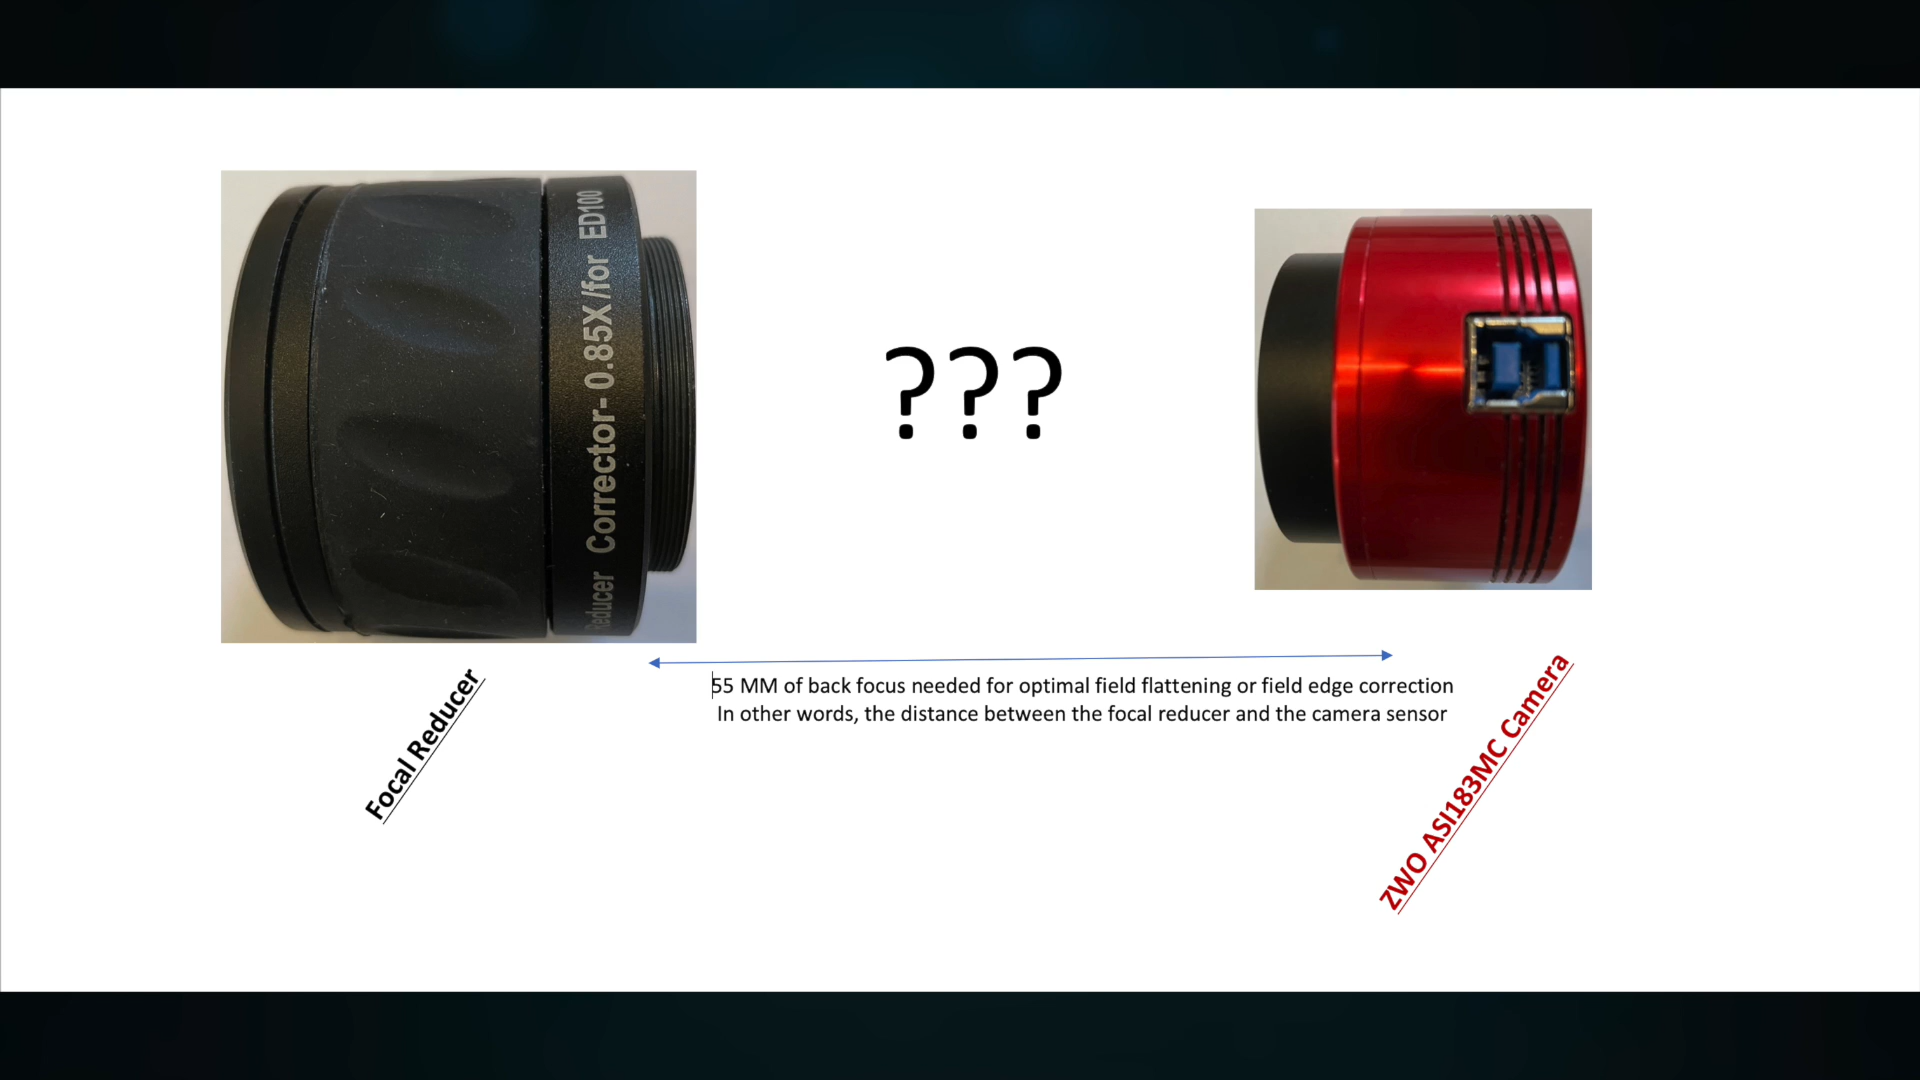 Reducer Corrector- 0.85X/for ED100
???
55 MM of back focus needed for optimal field flattening or field edge correction
In other words, the distance between the focal reducer and the camera sensor
Focal Reducer
ZWO ASI183MC Camera